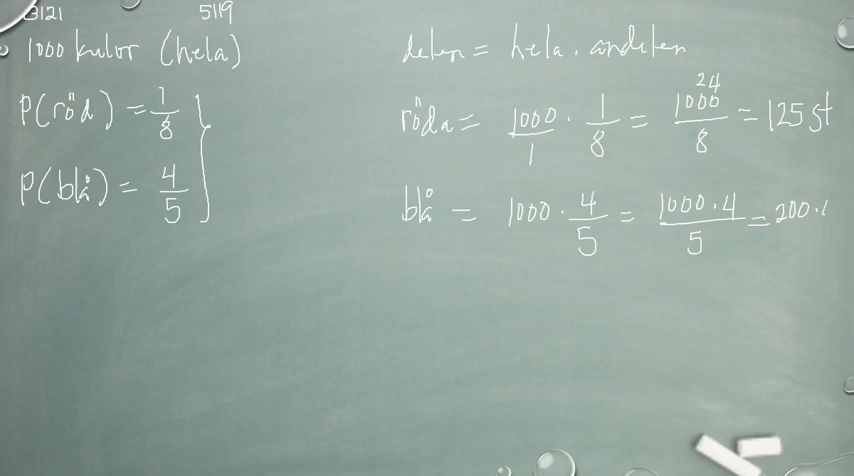 3121 5119
1000 kulor (hela)
P(röd) = 1/8
P(blå) = 4/5
delen = hela · andelen
röda = 1000/1 · 1/8 = 1000/8 = 125 st
24
blå = 1000 · 4/5 = 1000 · 4/5 = 200 ·